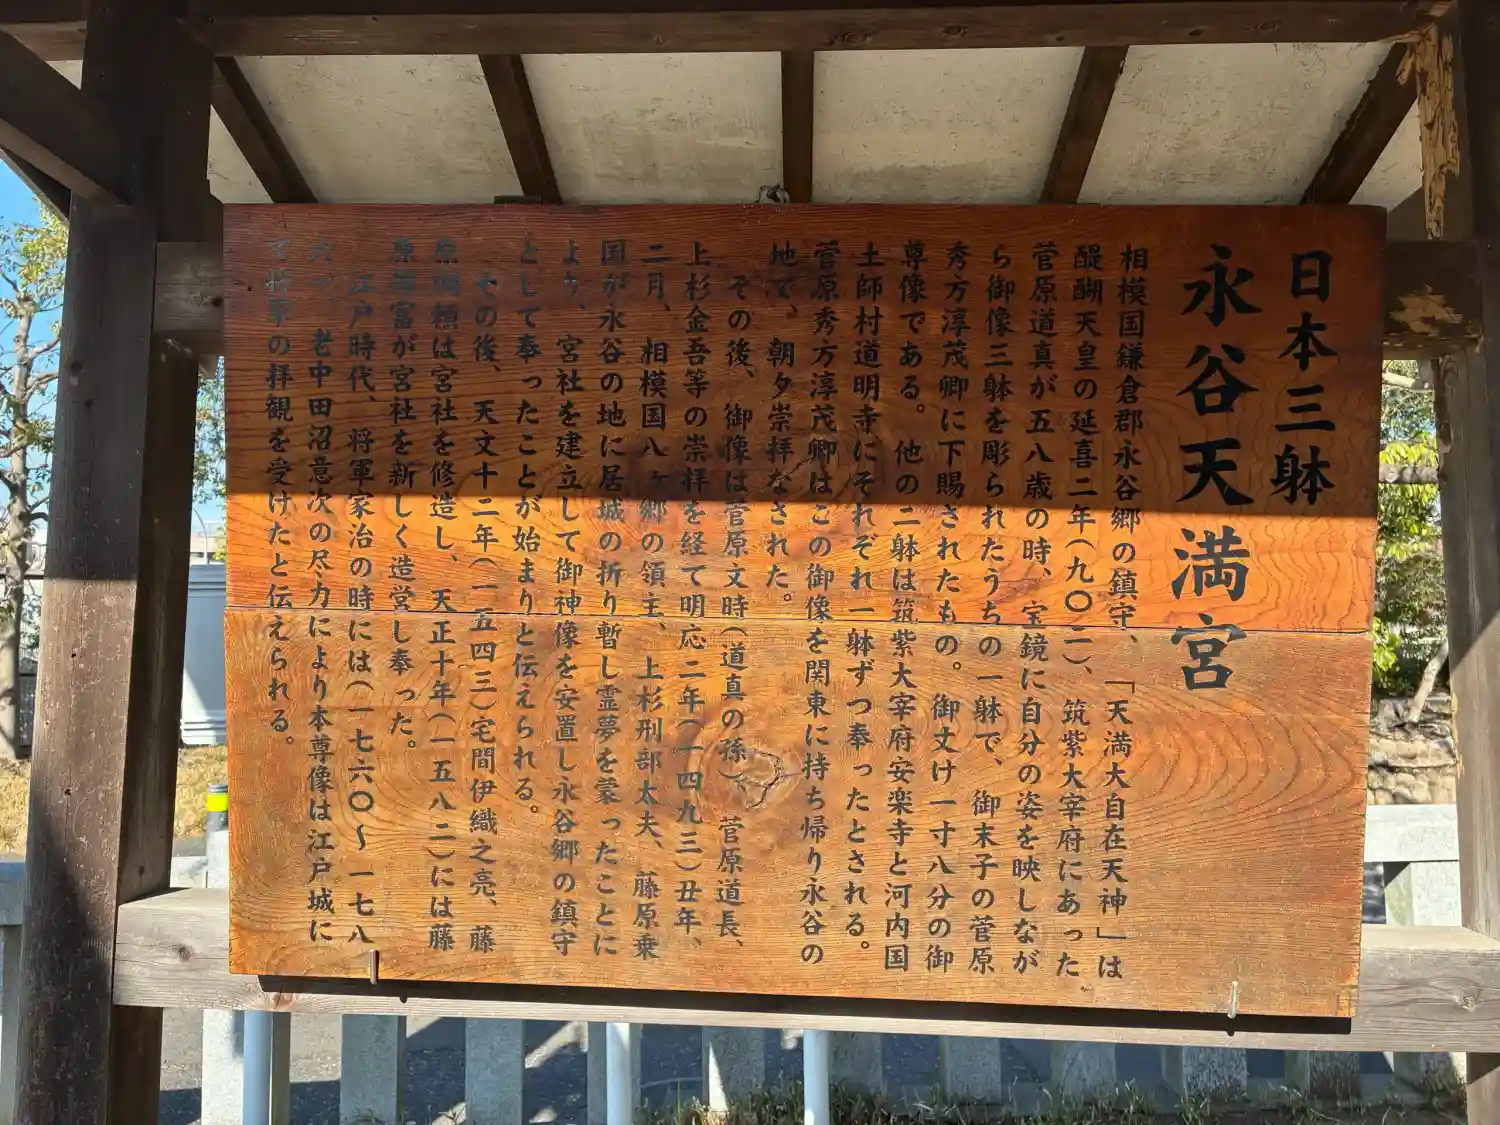 日本三躰
永谷天満宮
相模国鎌倉郡永谷郷の鎮守、「天満大自在天神」は
醍醐天皇の延喜二年(九〇二)、筑紫大宰府にあった
菅原道真が五八歳の時、宝鏡に自分の姿を映しなが
ら御像三躰を彫られたうちの一躰で、御末子の菅原
秀方淳茂卿に下賜されたもの。御丈け一寸八分の御
尊像である。他の二躰は筑紫大宰府安楽寺と河内国
土師村道明寺にそれぞれ一躰ずつ奉ったとされる。
菅原秀方淳茂卿はこの御像を関東に持ち帰り永谷の
地で、朝夕崇拝なされた。
その後、御像は菅原文時(道真の孫)、菅原道長、
上杉金吾等の崇拝を経て明応二年(一四九三)丑年、
二月、相模国八ヶ郷の領主、上杉刑部太夫、藤原乗
国が永谷の地に居城の折り暫し霊夢を蒙ったことに
より、宮社を建立して御神像を安置し永谷郷の鎮守
として奉ったことが始まりと伝えられる。
その後、天文十二年(一五四三)宅間伊織之亮、藤
原規頼は宮社を修造し、天正十年(一五八二)には藤
原 富が宮社を新しく造営し奉った。
江戸時代、将軍家治の時には(一七六〇〜一七八
六)、老中田沼意次の尽力により本尊像は江戸城に
て将軍の拝観を受けたと伝えられる。